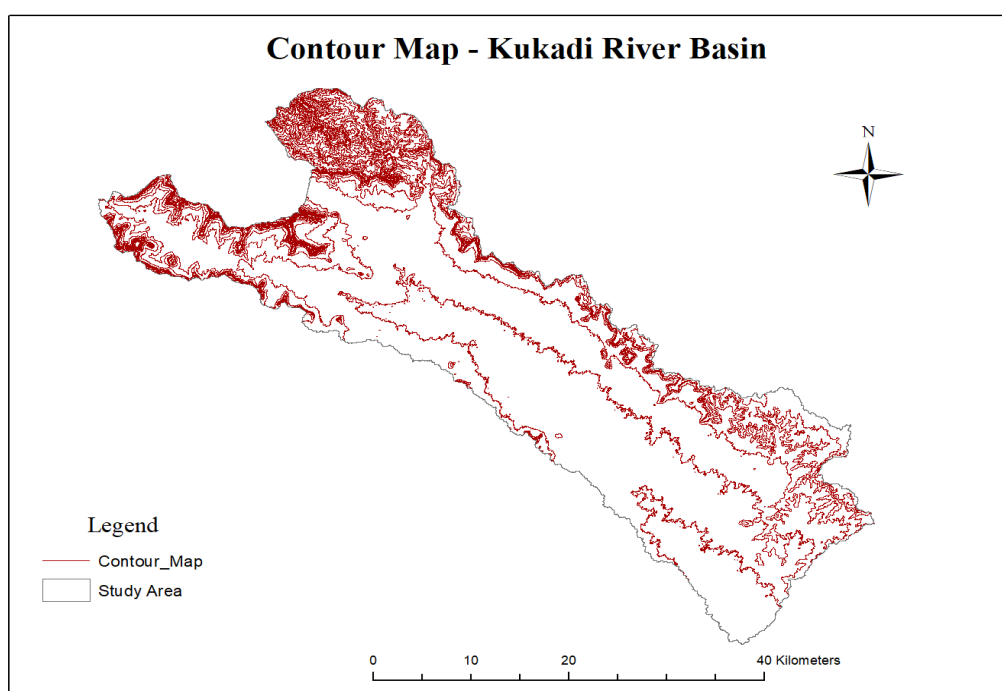 Contour Map - Kukadi River Basin
N
Legend
Contour_Map
Study Area
0 10 20 40 Kilometers